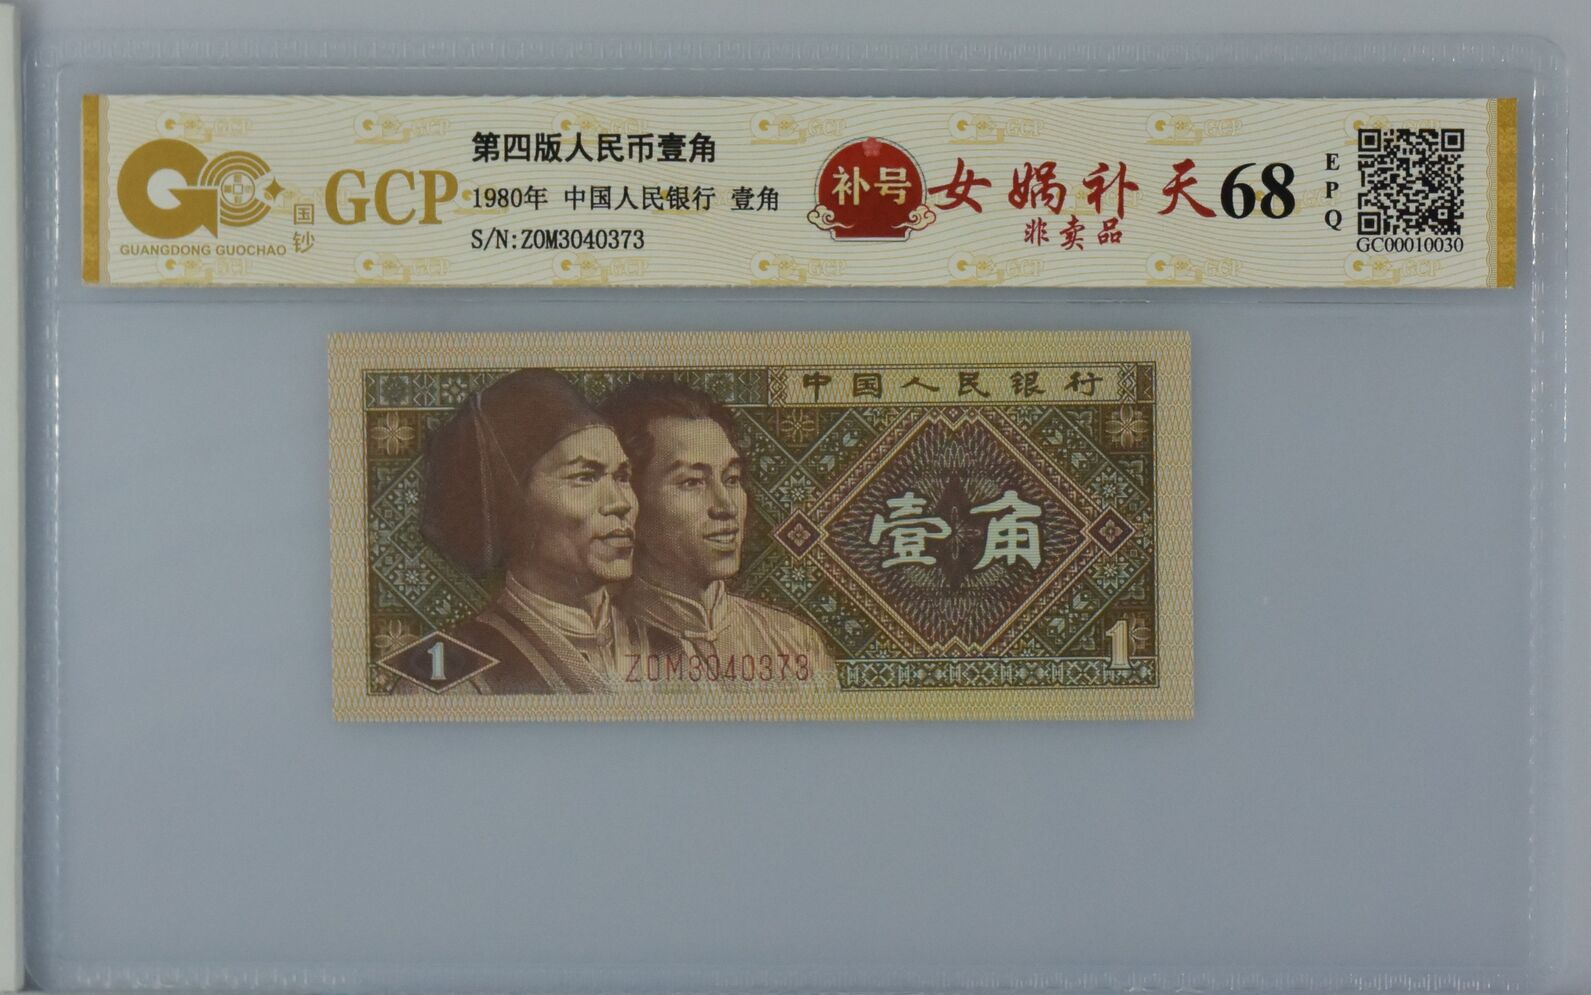 第四版人民币壹角
1980年 中国人民银行 壹角
S/N:Z0M3040373
GUANGDONG GUOCHAO
国钞
GCP
补号
女娲补天
非卖品
68
EPQ
GC00010030
中国人民银行
壹角
1
1
Z0M3040373